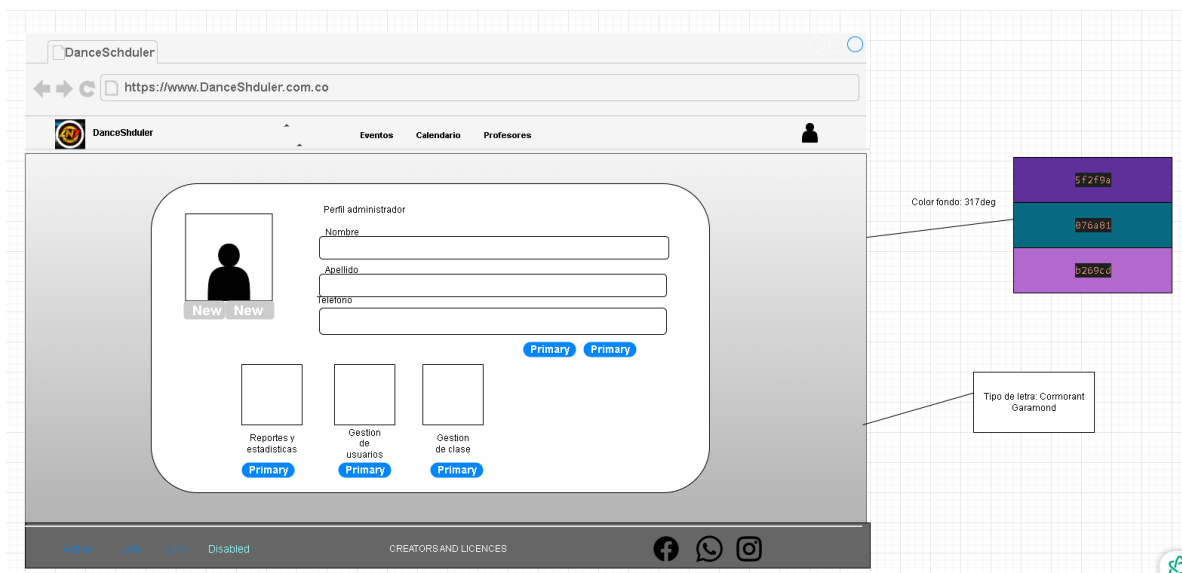 DanceSchduler
https://www.DanceShduler.com.co
DanceShduler
Eventos Calendario Profesores
Perfil administrador
Nombre
Apellido
Telefono
New New
Primary Primary
Reportes y
estadisticas
Gestion
de
usuarios
Gestion
de clase
Primary Primary Primary
Disabled
CREATORS AND LICENCES
Color fondo: 317deg
5f2f9a
076a81
b269cd
Tipo de letra: Cormorant
Garamond